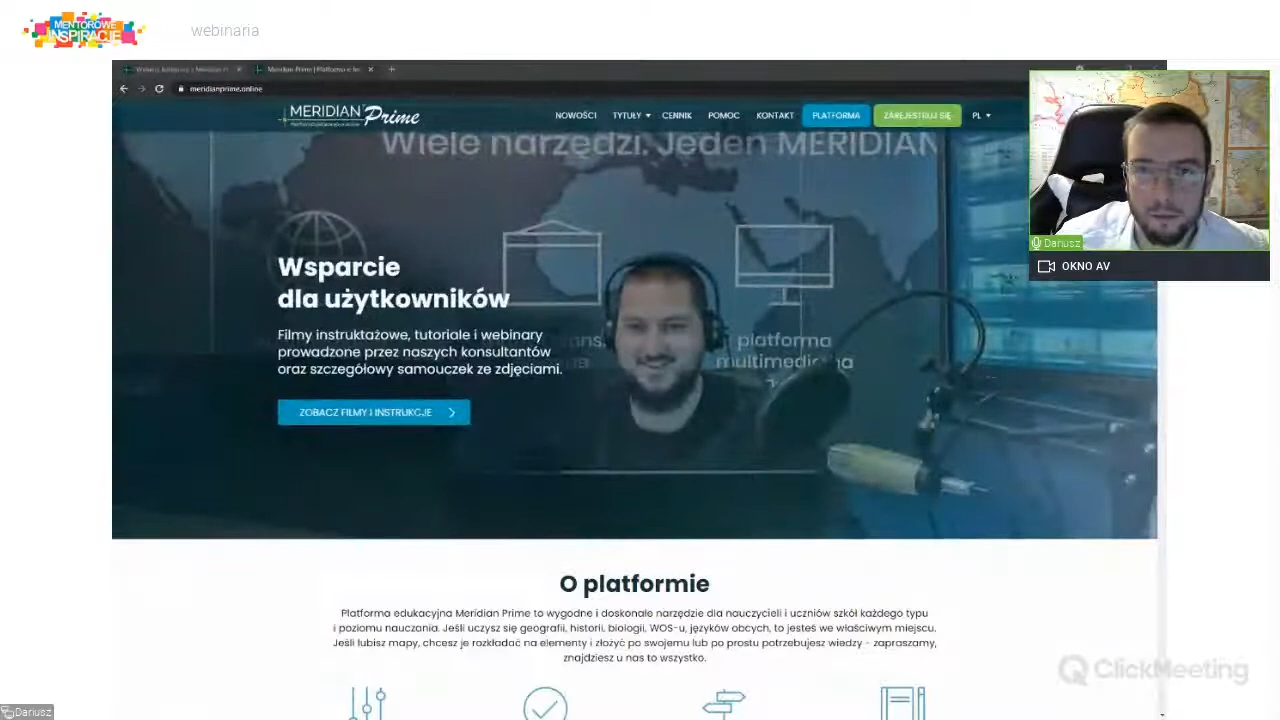 MENTOROWE
INSPIRACJE
webinaria
Meridian Prime | Platforma
meridianprime.online
MERIDIAN Prime
NOWOŚCI TYTUŁY CENNIK POMOC KONTAKT PLATFORMA ZAREJESTRUJ SIĘ PL
Wiele narzędzi. Jeden MERIDIAN
Dariusz
OKNO AV
Wsparcie
dla użytkowników
Filmy instruktażowe, tutoriale i webinary
prowadzone przez naszych konsultantów
oraz szczegółowy samouczek ze zdjęciami.
platforma
multimedialna
ZOBACZ FILMY I INSTRUKCJE
O platformie
Platforma edukacyjna Meridian Prime to wygodne i doskonałe narzędzie dla nauczycieli i uczniów szkół każdego typu
i poziomu nauczania. Jeśli uczysz się geografii, historii, biologii, WOS-u, języków obcych, to jesteś we właściwym miejscu.
Jeśli lubisz mapy, chcesz je rozkładać na elementy i złożyć po swojemu lub po prostu potrzebujesz wiedzy - zapraszamy,
znajdziesz u nas to wszystko.
ClickMeeting
Dariusz